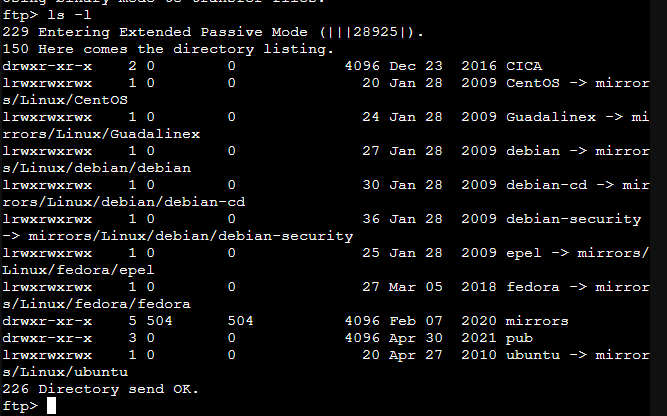 using binary mode to transfer files.
ftp> ls -l
229 Entering Extended Passive Mode (|||28925|).
150 Here comes the directory listing.
drwxr-xr-x    2 0        0            4096 Dec 23  2016 CICA
lrwxrwxrwx    1 0        0              20 Jan 28  2009 CentOS -> mirror
s/Linux/CentOS
lrwxrwxrwx    1 0        0              24 Jan 28  2009 Guadalinex -> mi
rrors/Linux/Guadalinex
lrwxrwxrwx    1 0        0              27 Jan 28  2009 debian -> mirror
s/Linux/debian/debian
lrwxrwxrwx    1 0        0              30 Jan 28  2009 debian-cd -> mir
rors/Linux/debian/debian-cd
lrwxrwxrwx    1 0        0              36 Jan 28  2009 debian-security
-> mirrors/Linux/debian/debian-security
lrwxrwxrwx    1 0        0              25 Jan 28  2009 epel -> mirrors/
Linux/fedora/epel
lrwxrwxrwx    1 0        0              27 Mar 05  2018 fedora -> mirror
s/Linux/fedora/fedora
drwxr-xr-x    5 504      504          4096 Feb 07  2020 mirrors
drwxr-xr-x    3 0        0            4096 Apr 30  2021 pub
lrwxrwxrwx    1 0        0              20 Apr 27  2010 ubuntu -> mirror
s/Linux/ubuntu
226 Directory send OK.
ftp>